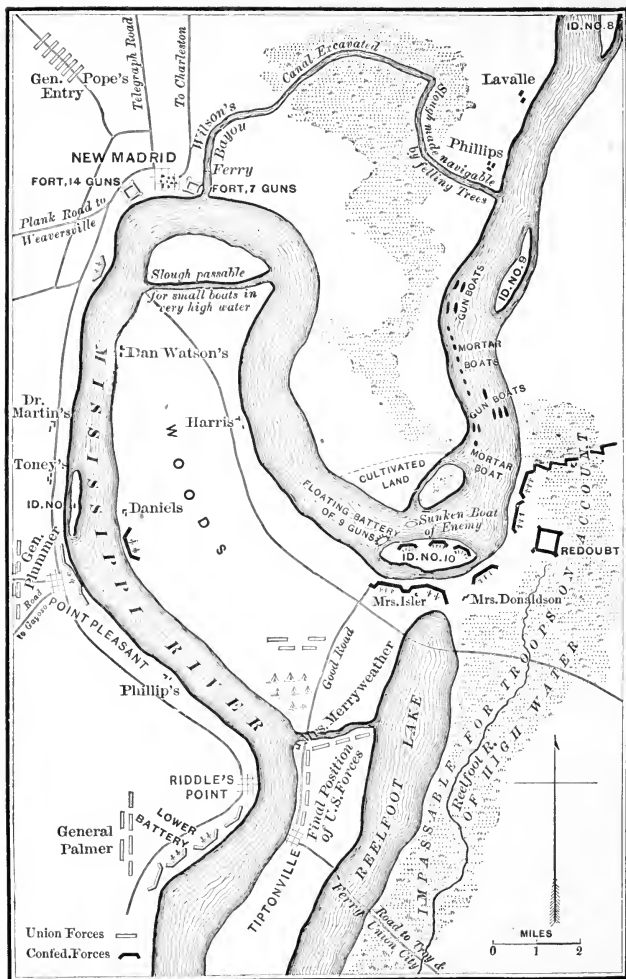 ID. NO. 8
Gen. Pope's
Entry
Telegraph Road
To Charleston
Canal Excavated
Slough made navigable
by felling Trees
Lavalle
Phillips
Wilson's
Bayou
NEW MADRID
Ferry
FORT, 14 GUNS
FORT, 7 GUNS
Plank Road to
Weaversville
Slough passable
for small boats in
very high water
ID. NO. 9
GUN BOATS
MORTAR
BOATS
GUN BOATS
MORTAR
BOAT
Dan Watson's
Dr.
Martin's
Harris
WOODS
Toney's
ID. NO
Daniels
MISSISSIPPI RIVER
CULTIVATED
LAND
FLOATING BATTERY
OF 9 GUNS
Sunken Boat
of Enemy
ID. NO. 10
REDOUBT
Mrs. Isler
Mrs. Donaldson
Gen.
Plummer
Road
to Gayoso
POINT PLEASANT
Phillip's
Good Road
S. Merryweather
REELFOOT LAKE
IMPASSABLE FOR TROOPS ON ACCOUNT
OF HIGH WATER
Reelfoot R.
RIDDLE'S
POINT
LOWER
BATTERY
General
Palmer
Final Position
of U.S. Forces
TIPTONVILLE
Ferry
Road to Troy &
Union City
Union Forces
Confed. Forces
MILES
0 1 2